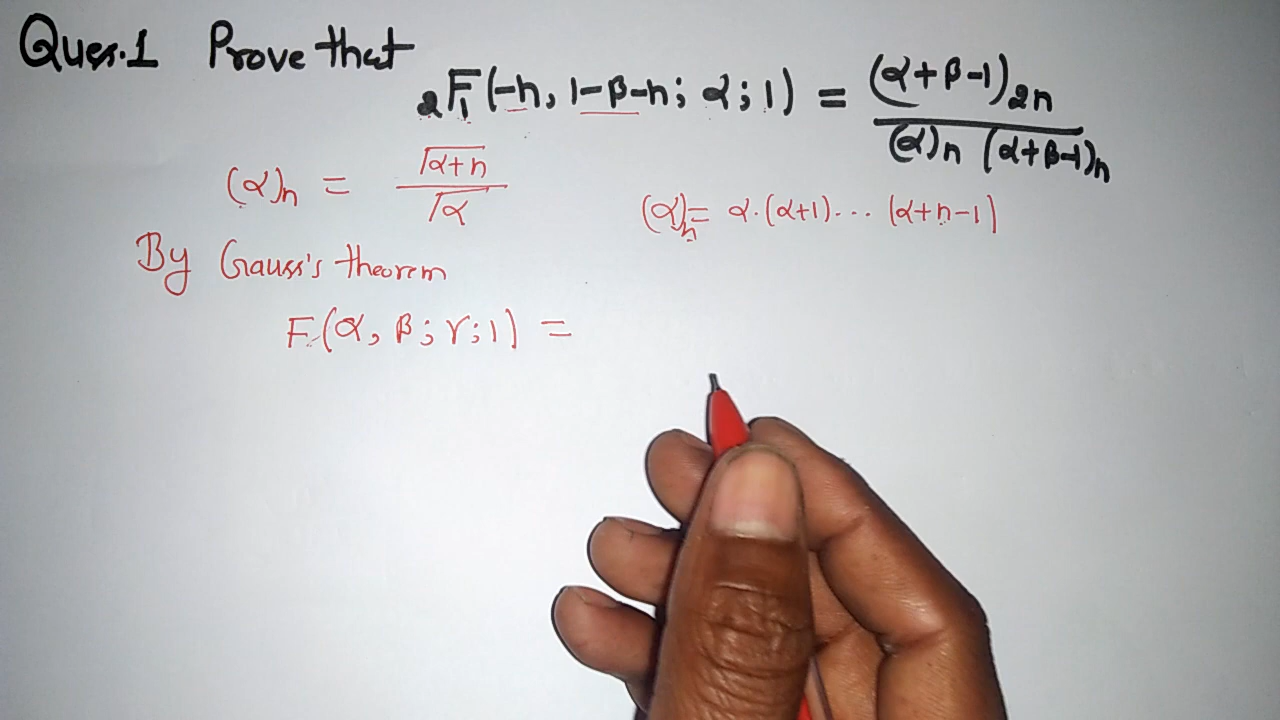 Ques.1 Prove that
₂F₁(-n, 1-β-n; α; 1) = (α+β-1)₂ₙ / (α)ₙ (α+β-1)ₙ
(α)ₙ = Γα+n / Γα (α)ₙ = α·(α+1)··· (α+n-1)
By Gauss's theorem
F(α, β; γ; 1) =